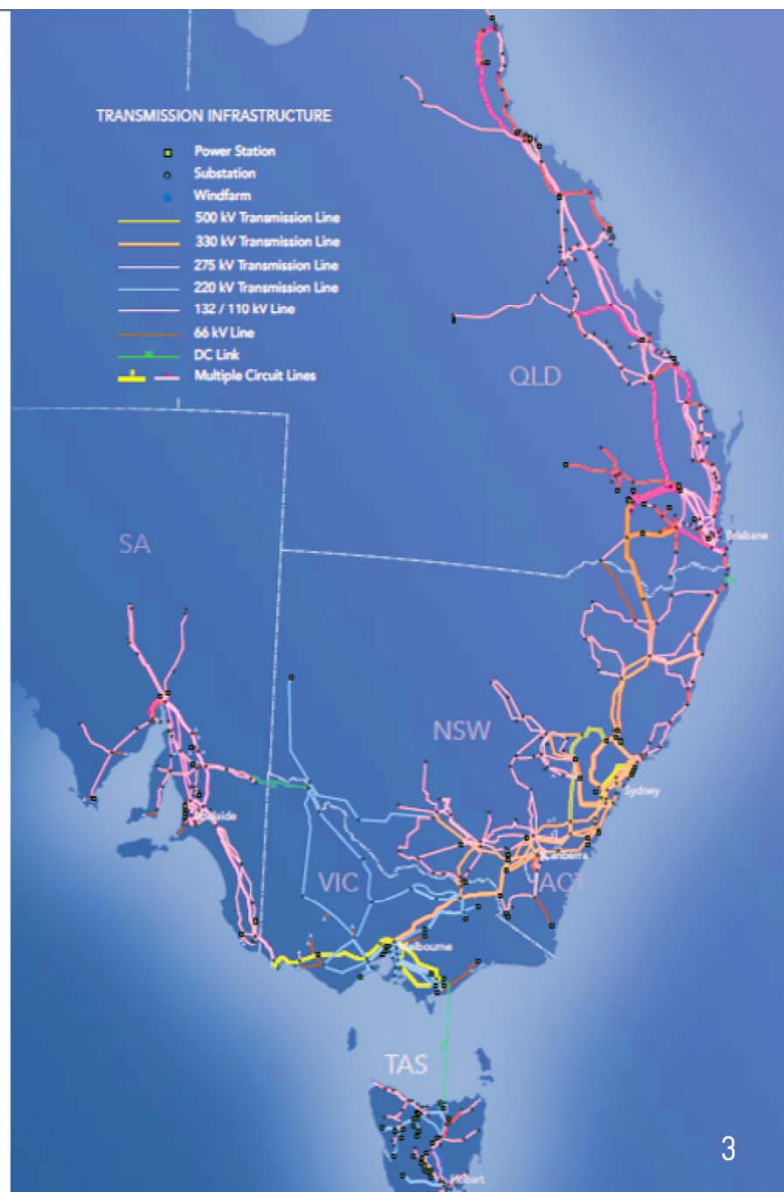 TRANSMISSION INFRASTRUCTURE
Power Station
Substation
Windfarm
500 kV Transmission Line
330 kV Transmission Line
275 kV Transmission Line
220 kV Transmission Line
132 / 110 kV Line
66 kV Line
DC Link
Multiple Circuit Lines
QLD
Brisbane
SA
NSW
Sydney
Adelaide
Canberra
VIC
ACT
Melbourne
TAS
Hobart
3